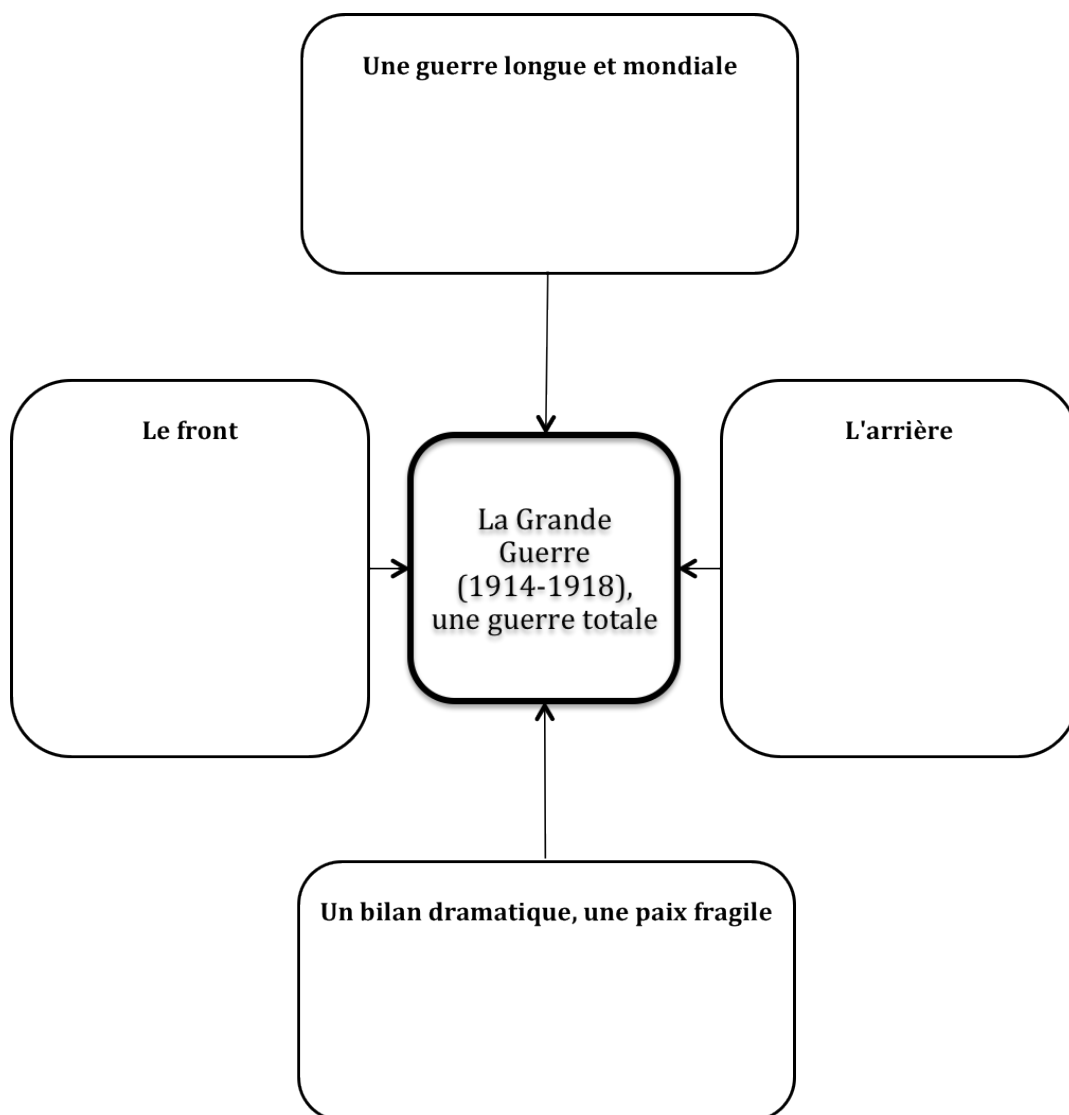 Une guerre longue et mondiale
Le front
L'arrière
La Grande
Guerre
(1914-1918),
une guerre totale
Un bilan dramatique, une paix fragile